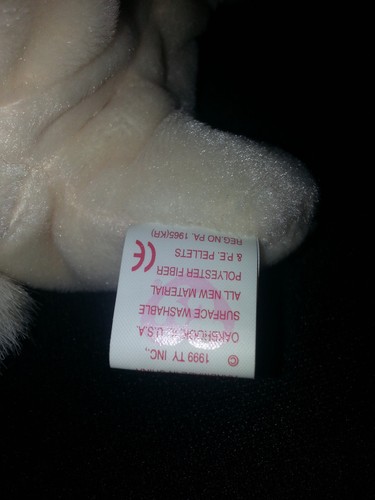 © 1999 TY INC.,
OAKBROOK, IL U.S.A.
SURFACE WASHABLE
ALL NEW MATERIAL
POLYESTER FIBER
& P.E. PELLETS
CE
REG.NO PA. 1965(KR)